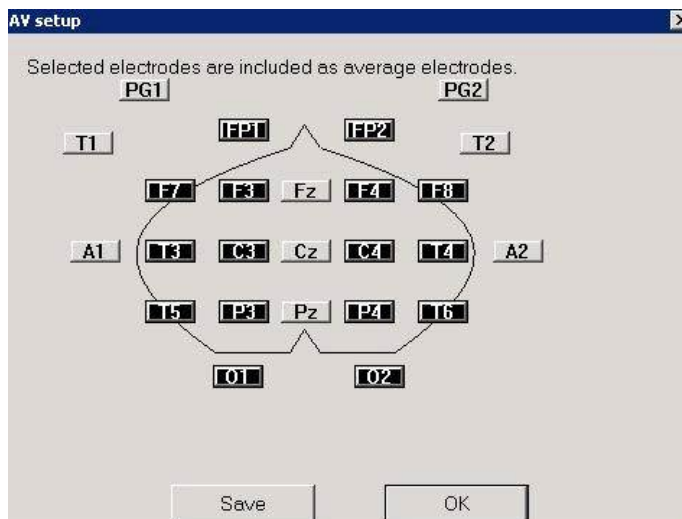 AV setup
Selected electrodes are included as average electrodes.
PG1 PG2
FP1 FP2
T1 T2
F7 F3 Fz F4 F8
A1 T3 C3 Cz C4 T4 A2
T5 P3 Pz P4 T6
O1 O2
Save OK